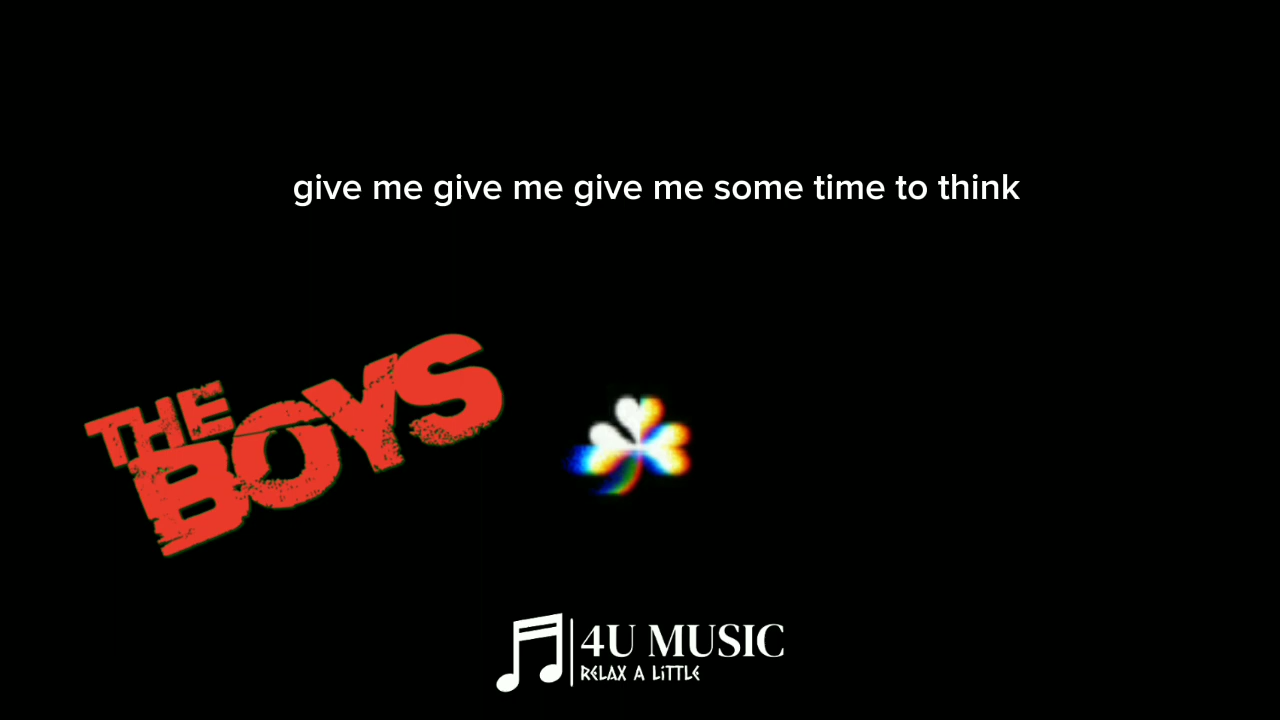 give me give me give me some time to think
THE
BOYS
4U MUSIC
RELAX A LiTTLE